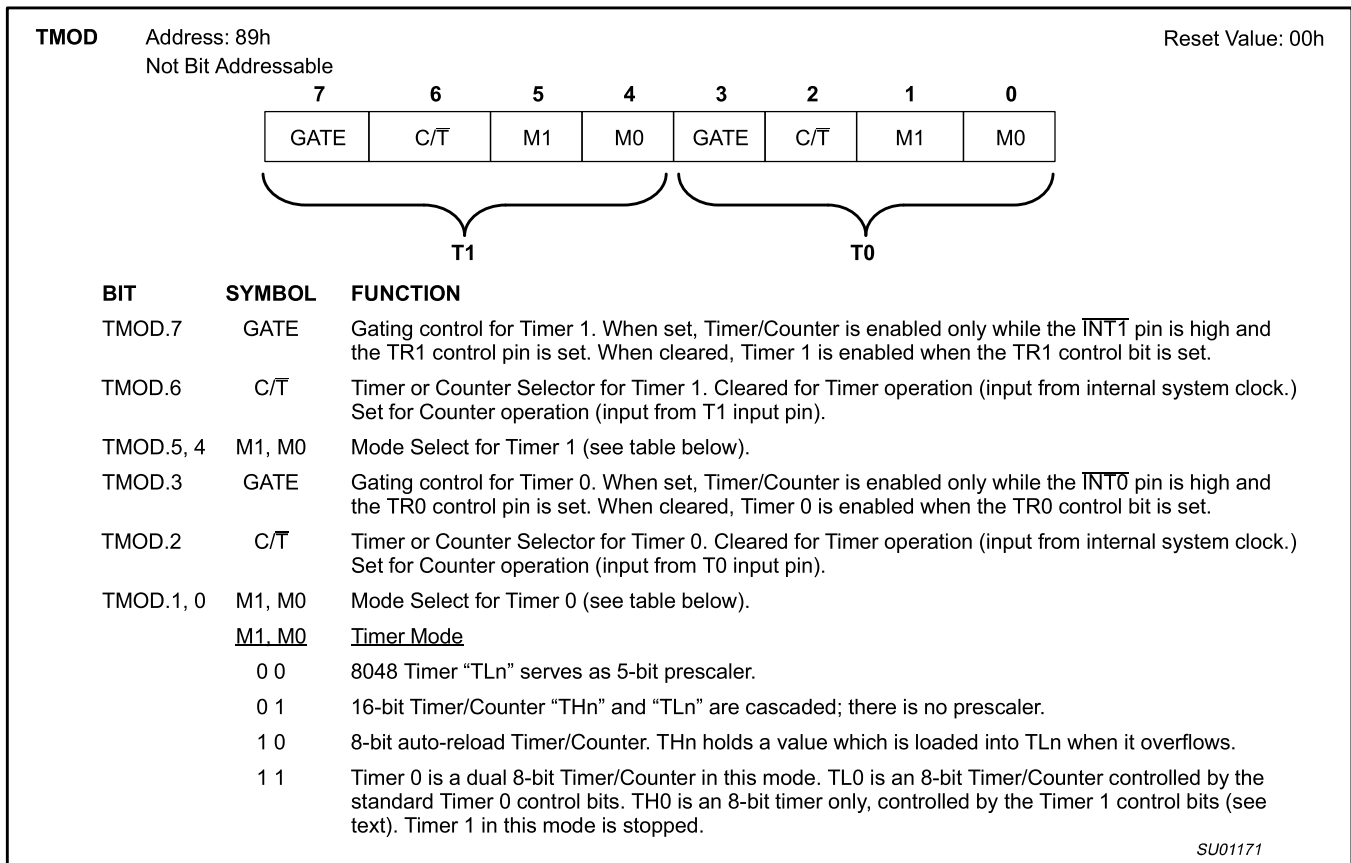 TMOD Address: 89h Reset Value: 00h
Not Bit Addressable
7 6 5 4 3 2 1 0
GATE C/T̅ M1 M0 GATE C/T̅ M1 M0
T1 T0
BIT SYMBOL FUNCTION
TMOD.7 GATE Gating control for Timer 1. When set, Timer/Counter is enabled only while the I̅N̅T̅1̅ pin is high and
the TR1 control pin is set. When cleared, Timer 1 is enabled when the TR1 control bit is set.
TMOD.6 C/T̅ Timer or Counter Selector for Timer 1. Cleared for Timer operation (input from internal system clock.)
Set for Counter operation (input from T1 input pin).
TMOD.5, 4 M1, M0 Mode Select for Timer 1 (see table below).
TMOD.3 GATE Gating control for Timer 0. When set, Timer/Counter is enabled only while the I̅N̅T̅0̅ pin is high and
the TR0 control pin is set. When cleared, Timer 0 is enabled when the TR0 control bit is set.
TMOD.2 C/T̅ Timer or Counter Selector for Timer 0. Cleared for Timer operation (input from internal system clock.)
Set for Counter operation (input from T0 input pin).
TMOD.1, 0 M1, M0 Mode Select for Timer 0 (see table below).
M1, M0 Timer Mode
0 0 8048 Timer “TLn” serves as 5-bit prescaler.
0 1 16-bit Timer/Counter “THn” and “TLn” are cascaded; there is no prescaler.
1 0 8-bit auto-reload Timer/Counter. THn holds a value which is loaded into TLn when it overflows.
1 1 Timer 0 is a dual 8-bit Timer/Counter in this mode. TL0 is an 8-bit Timer/Counter controlled by the
standard Timer 0 control bits. TH0 is an 8-bit timer only, controlled by the Timer 1 control bits (see
text). Timer 1 in this mode is stopped.
SU01171